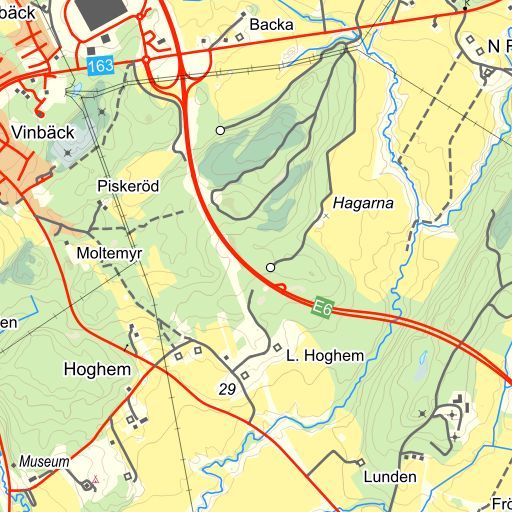 bäck
Backa
N F
163
Vinbäck
Piskeröd
Hagarna
Moltemyr
E6
en
L. Hoghem
Hoghem
29
Museum
Lunden
Frö